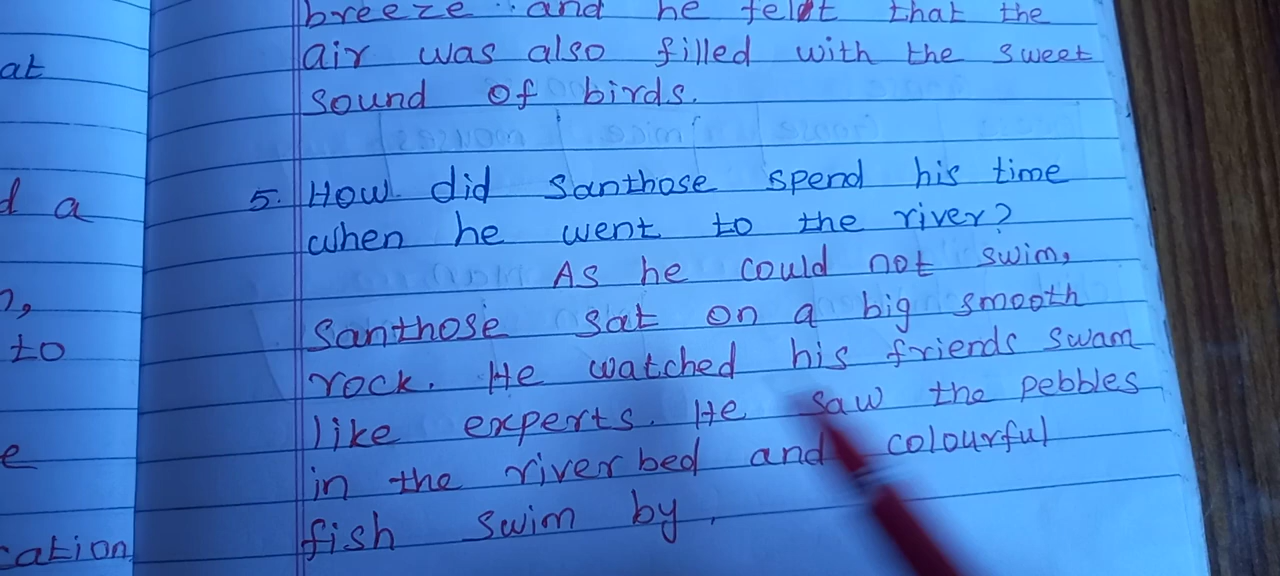 breeze and he felt that the
air was also filled with the sweet
sound of birds.
5. How did Santhose spend his time
when he went to the river?
As he could not swim,
Santhose sat on a big smooth
rock. He watched his friends swam
like experts. He saw the pebbles
in the river bed and colourful
fish swim by,
at
d a
to
e
cation